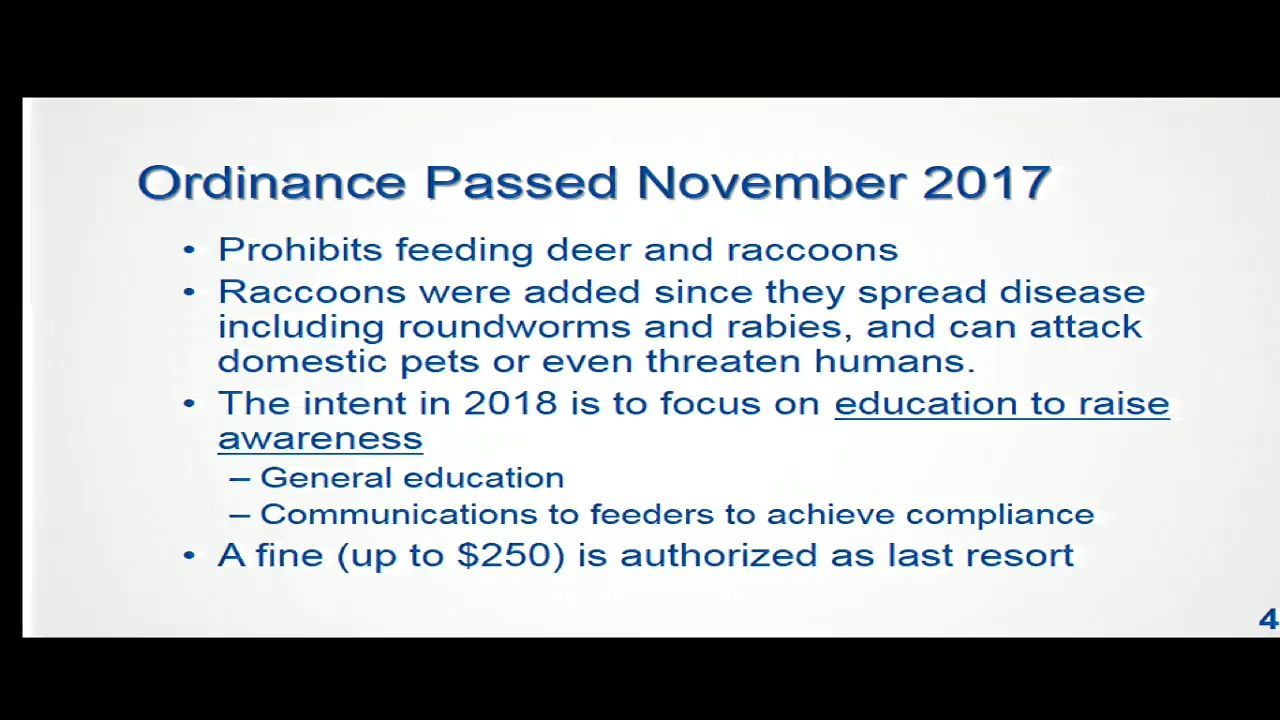 Ordinance Passed November 2017
• Prohibits feeding deer and raccoons
• Raccoons were added since they spread disease
including roundworms and rabies, and can attack
domestic pets or even threaten humans.
• The intent in 2018 is to focus on education to raise
awareness
– General education
– Communications to feeders to achieve compliance
• A fine (up to $250) is authorized as last resort
4